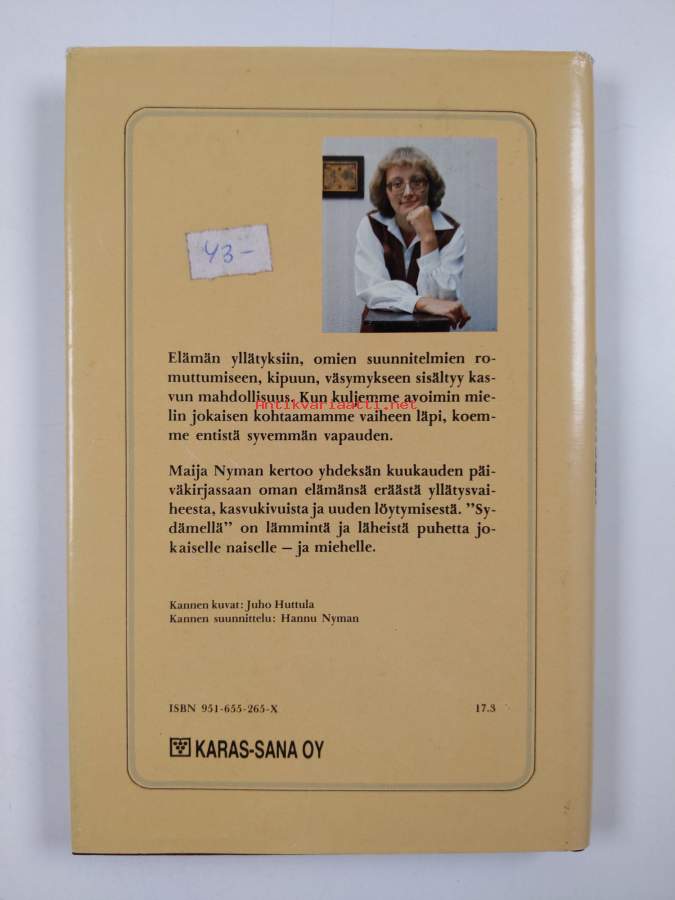 43-
Elämän yllätyksiin, omien suunnitelmien ro-
muttumiseen, kipuun, väsymykseen sisältyy kas-
vun mahdollisuus. Kun kuljemme avoimin mie-
Antikvariaatti.net
lin jokaisen kohtaamamme vaiheen läpi, koem-
me entistä syvemmän vapauden.
Maija Nyman kertoo yhdeksän kuukauden päi-
väkirjassaan oman elämänsä eräästä yllätysvai-
heesta, kasvukivuista ja uuden löytymisestä. ”Sy-
dämellä” on lämmintä ja läheistä puhetta jo-
kaiselle naiselle – ja miehelle.
Kannen kuvat: Juho Huttula
Kannen suunnittelu: Hannu Nyman
ISBN 951-655-265-X 17.3
KARAS-SANA OY